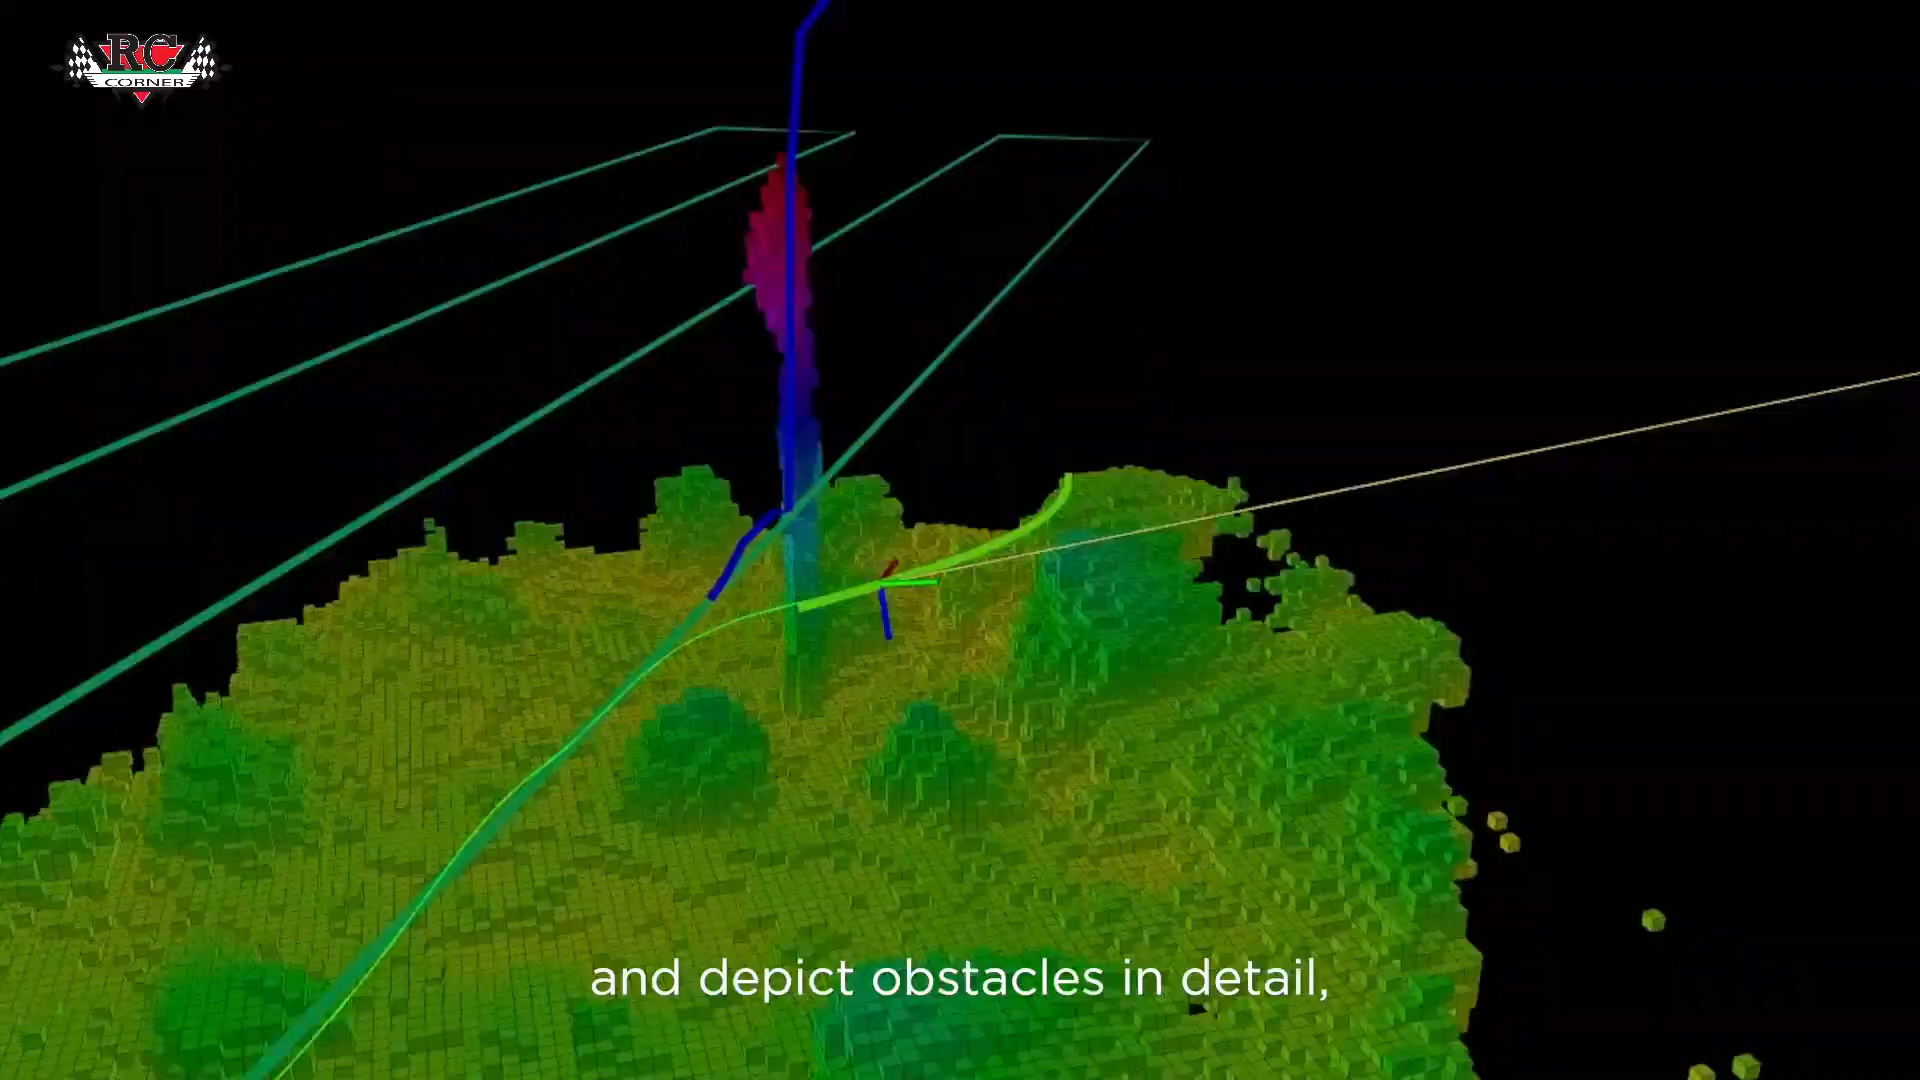 RC
CORNER
and depict obstacles in detail,